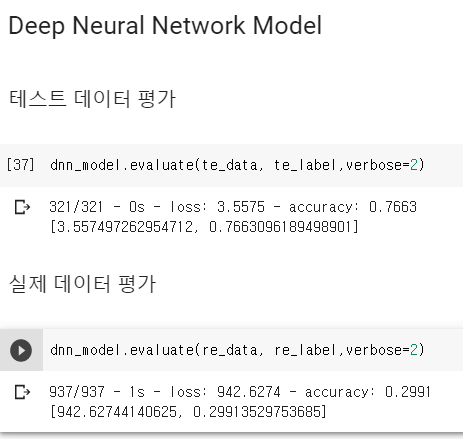 Deep Neural Network Model
테스트 데이터 평가
[37] dnn_model.evaluate(te_data, te_label,verbose=2)
321/321 - 0s - loss: 3.5575 - accuracy: 0.7663
[3.557497262954712, 0.7663096189498901]
실제 데이터 평가
dnn_model.evaluate(re_data, re_label,verbose=2)
937/937 - 1s - loss: 942.6274 - accuracy: 0.2991
[942.62744140625, 0.29913529753685]